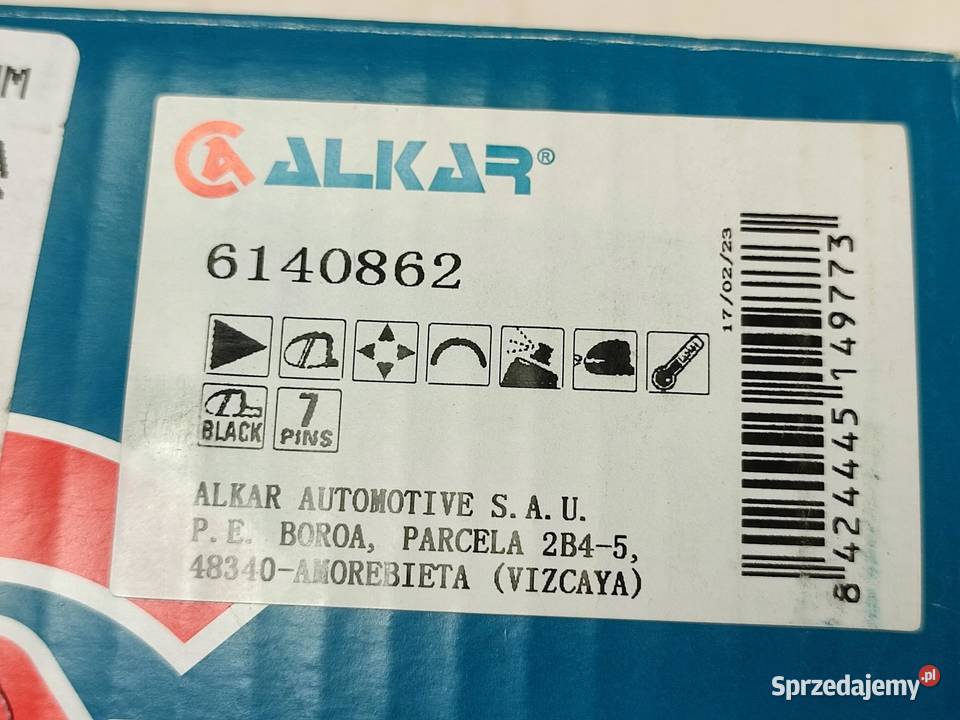 ALKAR®
6140862
BLACK
7
PINS
ALKAR AUTOMOTIVE S.A.U.
P.E. BOROA, PARCELA 2B4-5,
48340-AMOREBIETA (VIZCAYA)
17/02/23
8424445149773
Sprzedajemy.pl